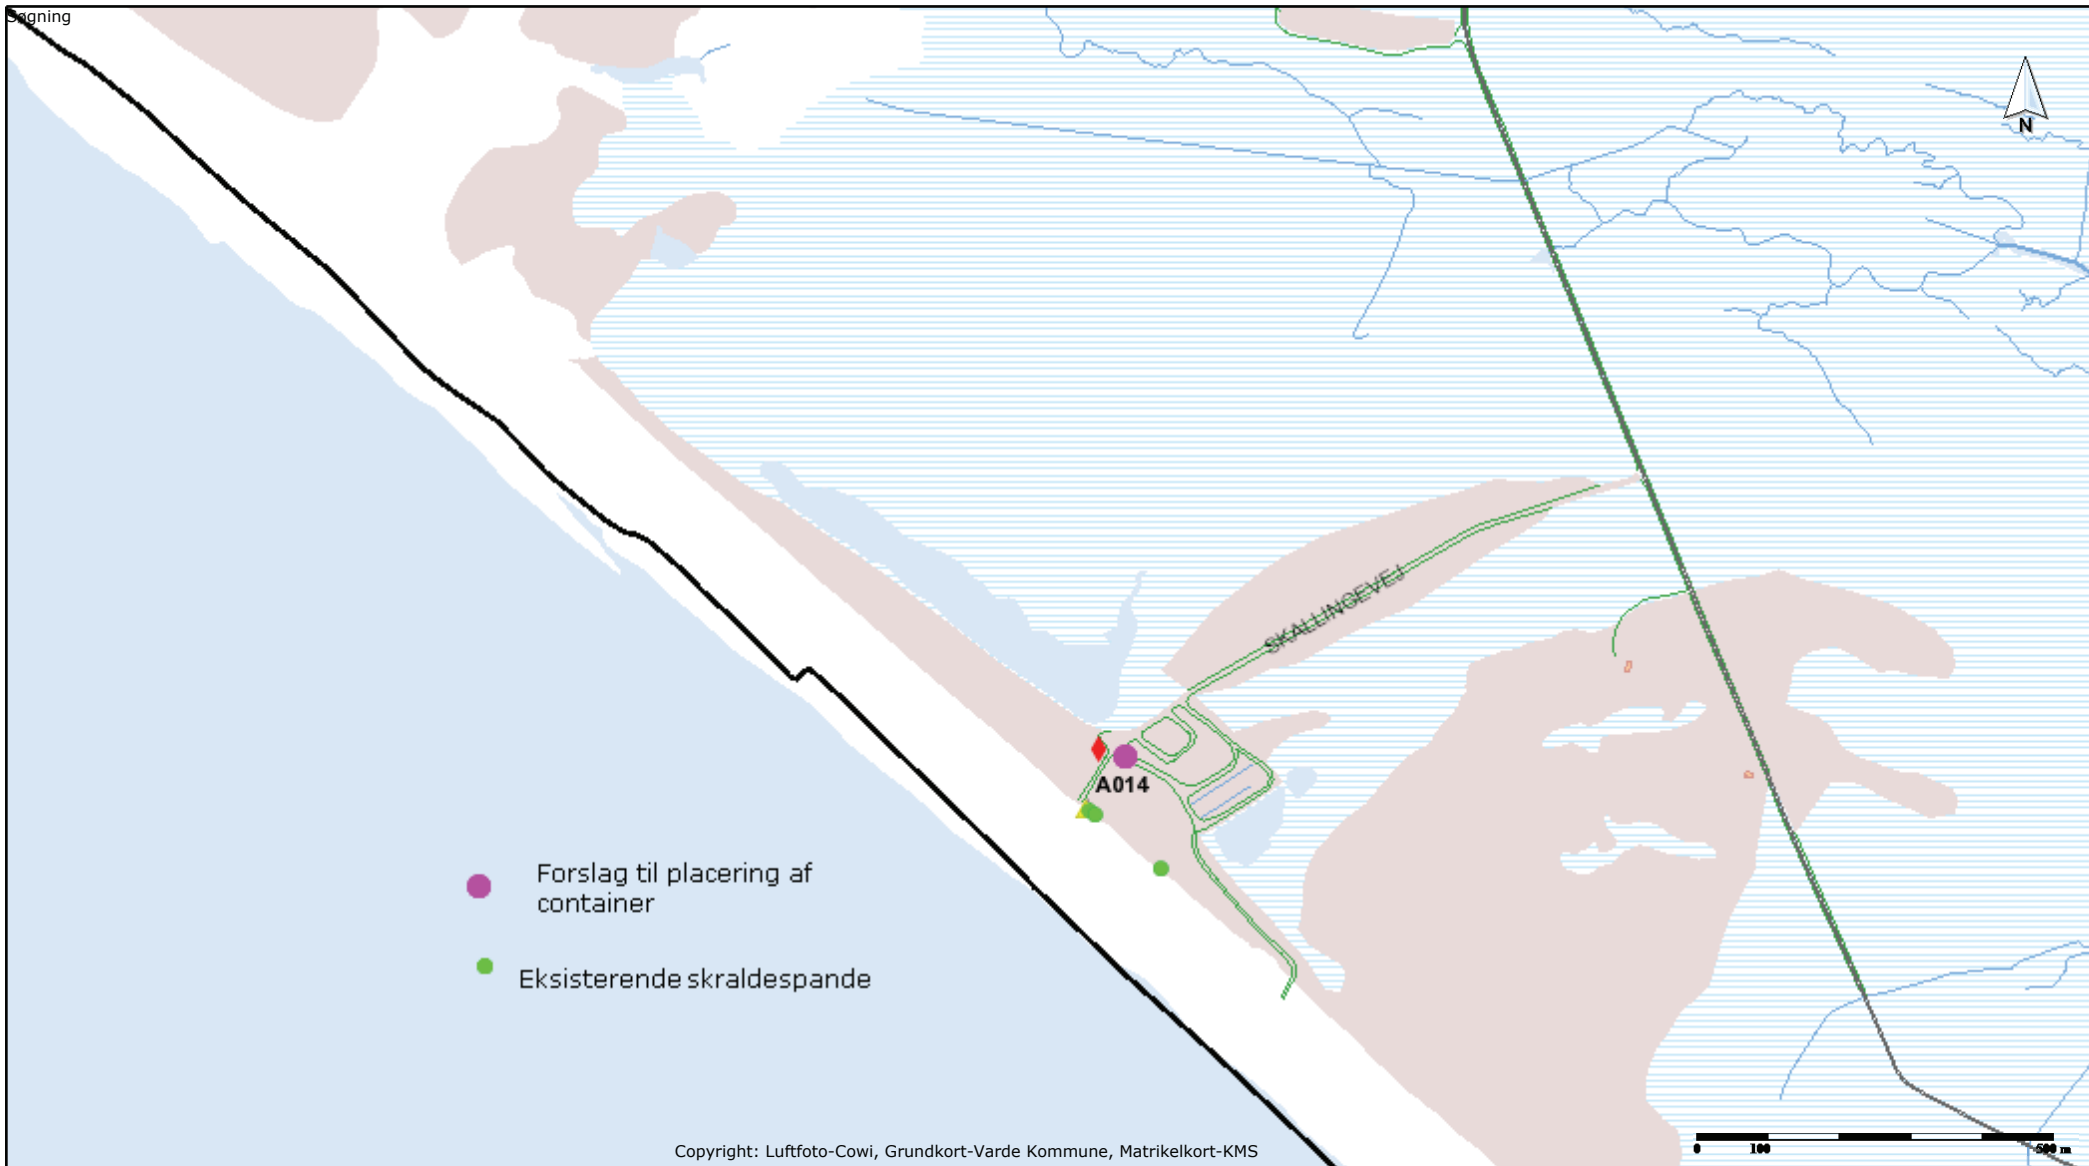 Søgning
N
SKALLINGEVEJ
A014
Forslag til placering af
container
Eksisterende skraldespande
Copyright: Luftfoto-Cowi, Grundkort-Varde Kommune, Matrikelkort-KMS
0 100 500 m